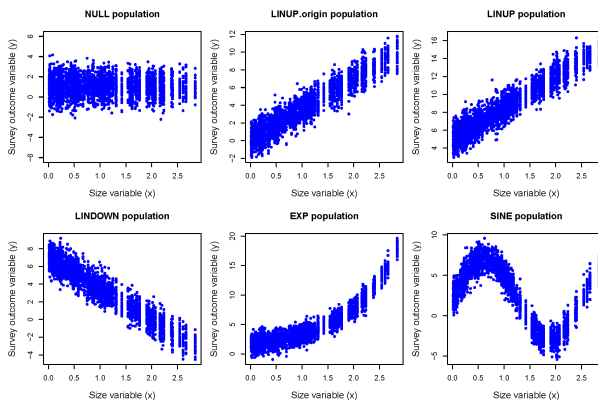 NULL population
LINUP.origin population
LINUP population
Survey outcome variable (y)
6
4
2
0
−2
−4
−6
0.0 0.5 1.0 1.5 2.0 2.5
Size variable (x)
Survey outcome variable (y)
12
10
8
6
4
2
0
−2
0.0 0.5 1.0 1.5 2.0 2.5
Size variable (x)
Survey outcome variable (y)
16
14
12
10
8
6
4
0.0 0.5 1.0 1.5 2.0 2.5
Size variable (x)
LINDOWN population
EXP population
SINE population
Survey outcome variable (y)
8
6
4
2
0
−2
−4
0.0 0.5 1.0 1.5 2.0 2.5
Size variable (x)
Survey outcome variable (y)
20
15
10
5
0
0.0 0.5 1.0 1.5 2.0 2.5
Size variable (x)
Survey outcome variable (y)
10
5
0
−5
0.0 0.5 1.0 1.5 2.0 2.5
Size variable (x)